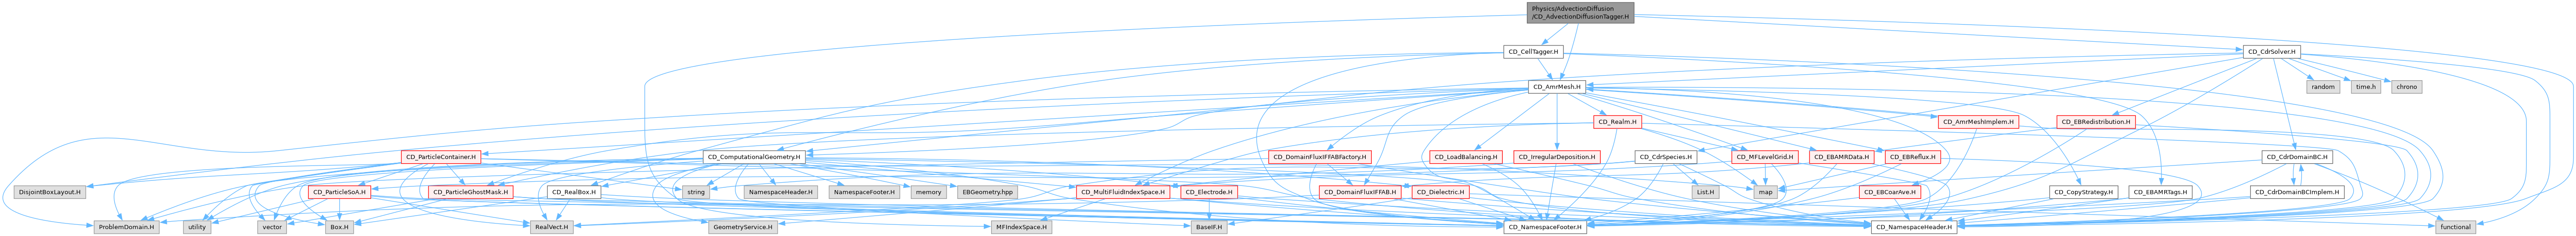 Physics/AdvectionDiffusion
/CD_AdvectionDiffusionTagger.H
CD_CellTagger.H
CD_CdrSolver.H
CD_AmrMesh.H
random
time.h
chrono
CD_Realm.H
CD_AmrMeshImplem.H
CD_EBRedistribution.H
CD_ParticleContainer.H
CD_ComputationalGeometry.H
CD_DomainFluxIFFABFactory.H
CD_LoadBalancing.H
CD_IrregularDeposition.H
CD_CdrSpecies.H
CD_MFLevelGrid.H
CD_EBAMRData.H
CD_EBReflux.H
CD_CdrDomainBC.H
DisjointBoxLayout.H
CD_ParticleSoA.H
CD_ParticleGhostMask.H
CD_RealBox.H
string
NamespaceHeader.H
NamespaceFooter.H
memory
EBGeometry.hpp
CD_MultiFluidIndexSpace.H
CD_Electrode.H
CD_DomainFluxIFFAB.H
CD_Dielectric.H
List.H
map
CD_EBCoarAve.H
CD_CopyStrategy.H
CD_EBAMRTags.H
CD_CdrDomainBCImplem.H
ProblemDomain.H
utility
vector
Box.H
RealVect.H
GeometryService.H
MFIndexSpace.H
BaseIF.H
CD_NamespaceFooter.H
CD_NamespaceHeader.H
functional